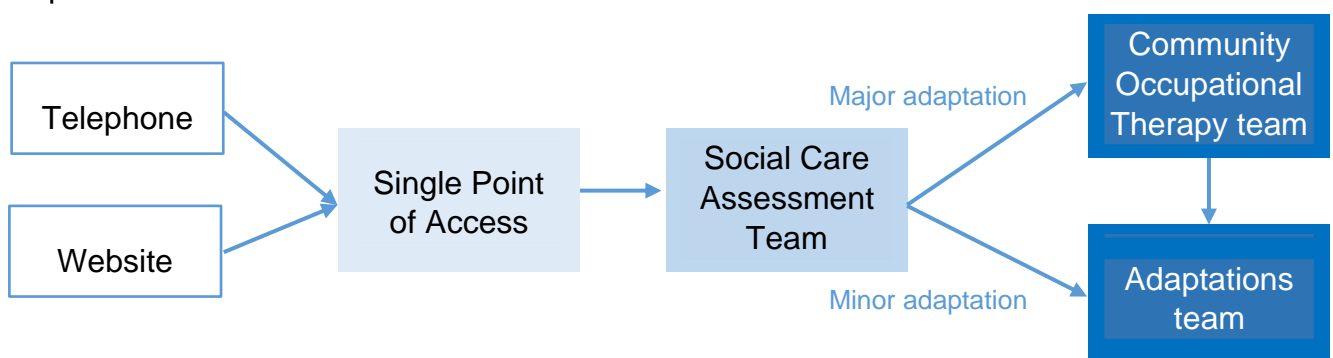 Telephone
Website
Single Point
of Access
Social Care
Assessment
Team
Major adaptation
Minor adaptation
Community
Occupational
Therapy team
Adaptations
team